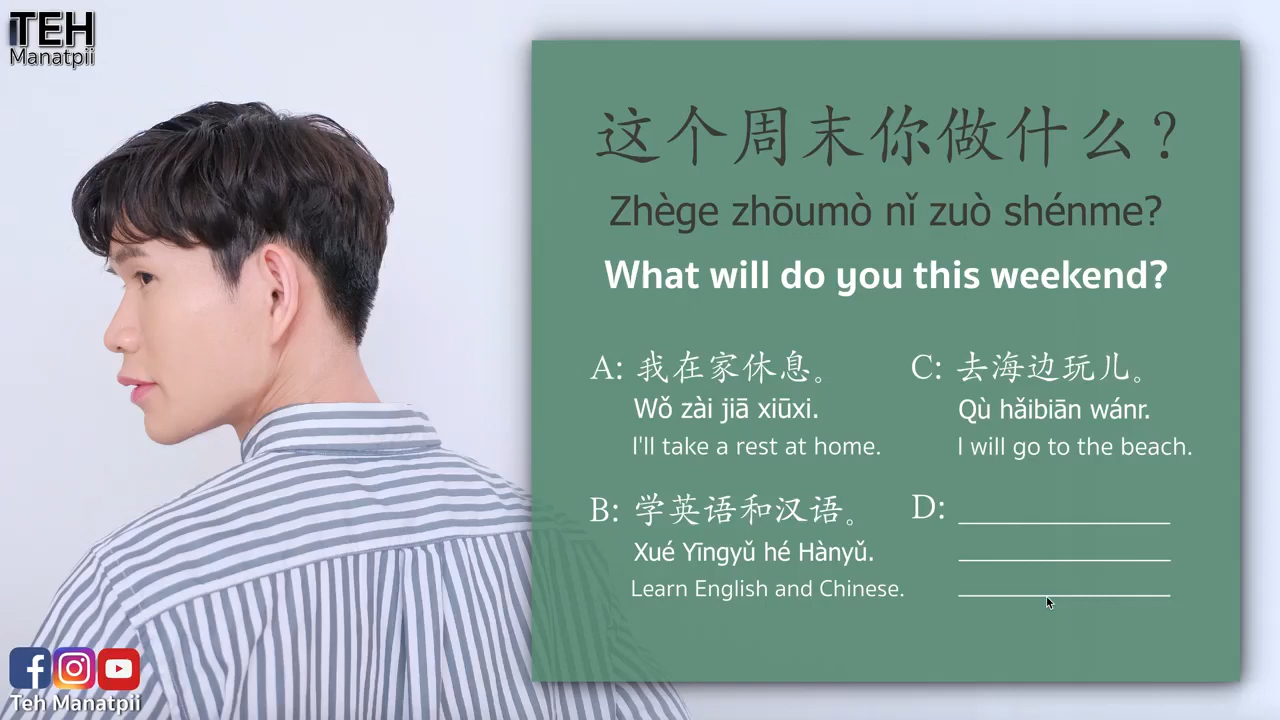 TEH
Manatpii
这个周末你做什么？
Zhège zhōumò nǐ zuò shénme?
What will do you this weekend?
A: 我在家休息。
Wǒ zài jiā xiūxi.
I'll take a rest at home.
B: 学英语和汉语。
Xué Yīngyǔ hé Hànyǔ.
Learn English and Chinese.
C: 去海边玩儿。
Qù hǎibiān wánr.
I will go to the beach.
D:
Teh Manatpii